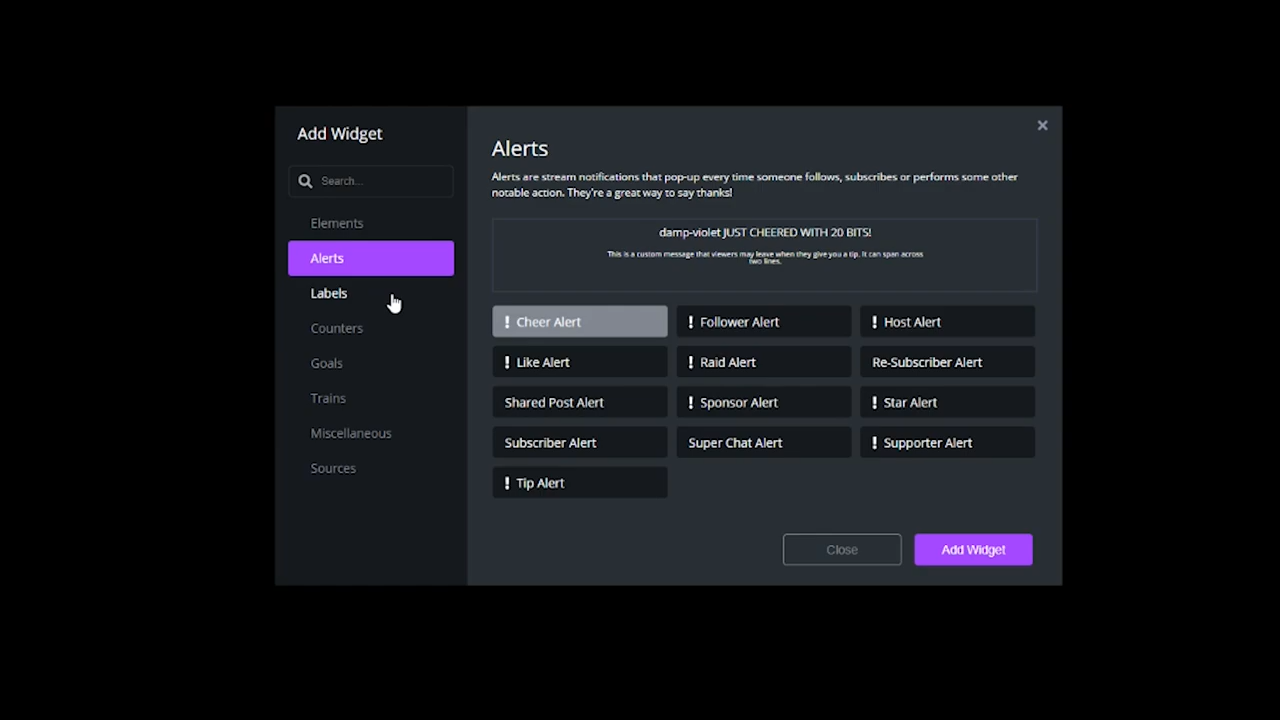 Add Widget
Search...
Elements
Alerts
Labels
Counters
Goals
Trains
Miscellaneous
Sources
Alerts
Alerts are stream notifications that pop-up every time someone follows, subscribes or performs some other
notable action. They're a great way to say thanks!
damp-violet JUST CHEERED WITH 20 BITS!
This is a custom message that viewers may leave when they give you a tip. It can span across
two lines.
! Cheer Alert
! Follower Alert
! Host Alert
! Like Alert
! Raid Alert
Re-Subscriber Alert
Shared Post Alert
! Sponsor Alert
! Star Alert
Subscriber Alert
Super Chat Alert
! Supporter Alert
! Tip Alert
Close
Add Widget